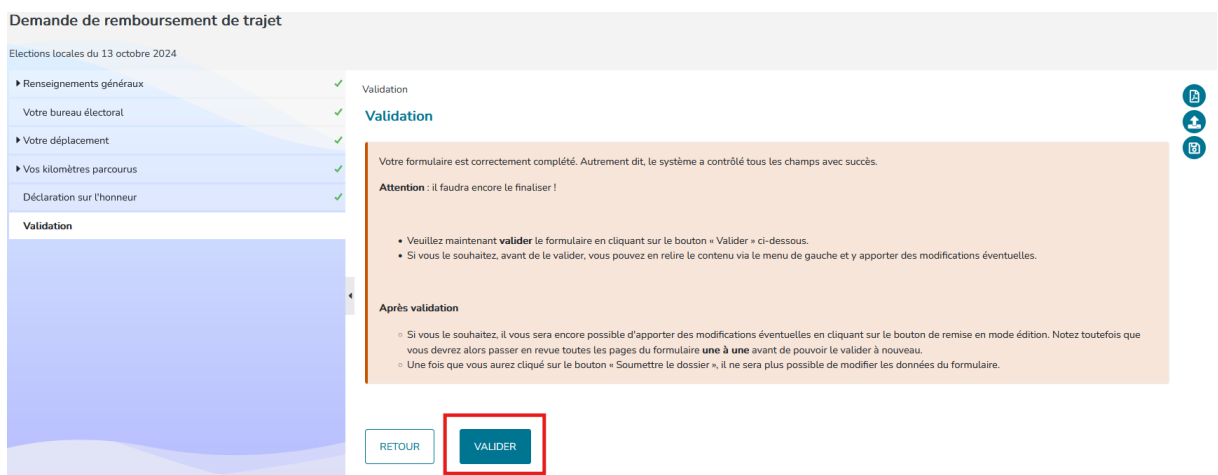 Demande de remboursement de trajet
Elections locales du 13 octobre 2024
Renseignements généraux
Votre bureau électoral
Votre déplacement
Vos kilomètres parcourus
Déclaration sur l'honneur
Validation
Validation
Validation
Votre formulaire est correctement complété. Autrement dit, le système a contrôlé tous les champs avec succès.
Attention : il faudra encore le finaliser !
• Veuillez maintenant valider le formulaire en cliquant sur le bouton « Valider » ci-dessous.
• Si vous le souhaitez, avant de le valider, vous pouvez en relire le contenu via le menu de gauche et y apporter des modifications éventuelles.
Après validation
◦ Si vous le souhaitez, il vous sera encore possible d'apporter des modifications éventuelles en cliquant sur le bouton de remise en mode édition. Notez toutefois que
vous devrez alors passer en revue toutes les pages du formulaire une à une avant de pouvoir le valider à nouveau.
◦ Une fois que vous aurez cliqué sur le bouton « Soumettre le dossier », il ne sera plus possible de modifier les données du formulaire.
RETOUR
VALIDER